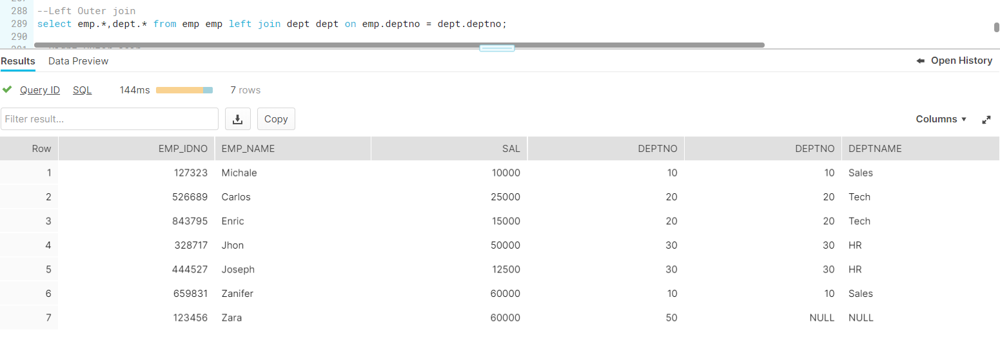 288 --Left Outer join
289 select emp.*,dept.* from emp emp left join dept dept on emp.deptno = dept.deptno;
290
Results Data Preview Open History
Query ID SQL 144ms 7 rows
Filter result... Copy Columns
Row EMP_IDNO EMP_NAME SAL DEPTNO DEPTNO DEPTNAME
1 127323 Michale 10000 10 10 Sales
2 526689 Carlos 25000 20 20 Tech
3 843795 Enric 15000 20 20 Tech
4 328717 Jhon 50000 30 30 HR
5 444527 Joseph 12500 30 30 HR
6 659831 Zanifer 60000 10 10 Sales
7 123456 Zara 60000 50 NULL NULL